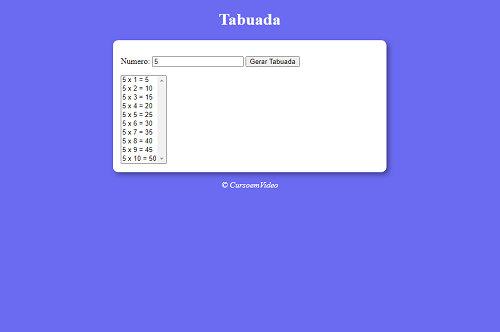 Tabuada
Numero: 5 Gerar Tabuada
5 x 1 = 5
5 x 2 = 10
5 x 3 = 15
5 x 4 = 20
5 x 5 = 25
5 x 6 = 30
5 x 7 = 35
5 x 8 = 40
5 x 9 = 45
5 x 10 = 50
© CursoemVideo